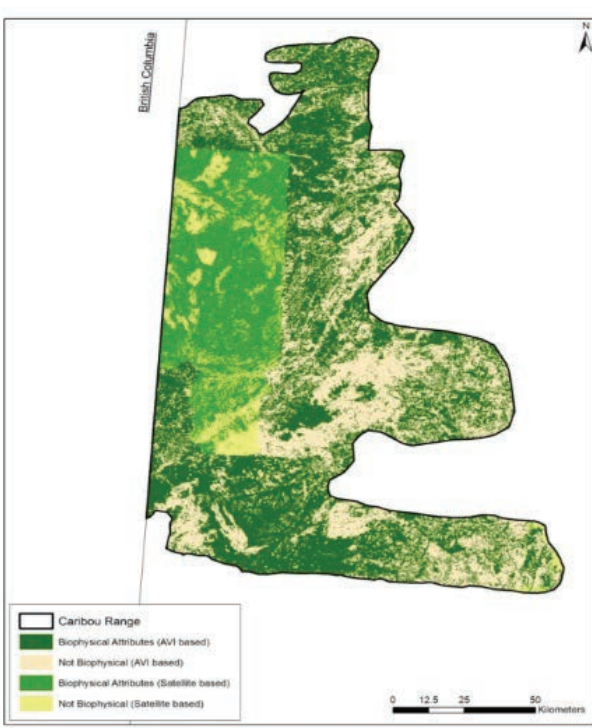 N
British Columbia
Caribou Range
Biophysical Attributes (AVI based)
Not Biophysical (AVI based)
Biophysical Attributes (Satellite based)
Not Biophysical (Satellite based)
0 12.5 25 50
Kilometers